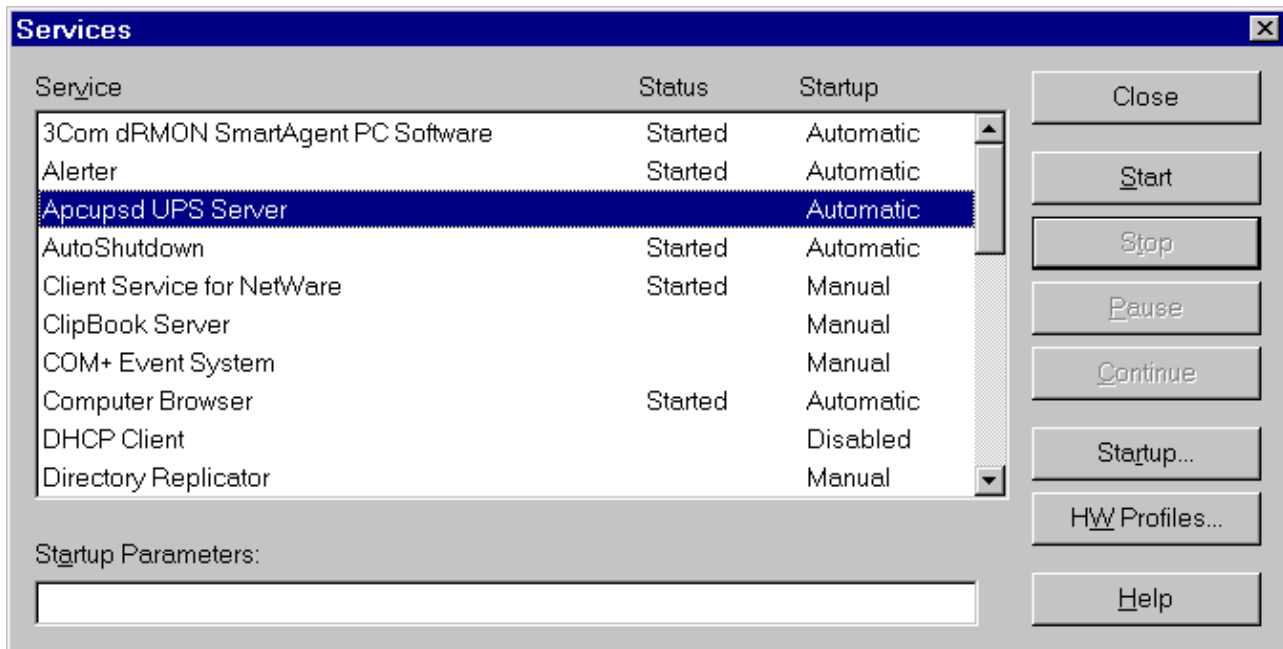 Services
Service Status Startup
3Com dRMON SmartAgent PC Software Started Automatic
Alerter Started Automatic
Apcupsd UPS Server Automatic
AutoShutdown Started Automatic
Client Service for NetWare Started Manual
ClipBook Server Manual
COM+ Event System Manual
Computer Browser Started Automatic
DHCP Client Disabled
Directory Replicator Manual
Startup Parameters:
Close
Start
Stop
Pause
Continue
Startup...
HW Profiles...
Help